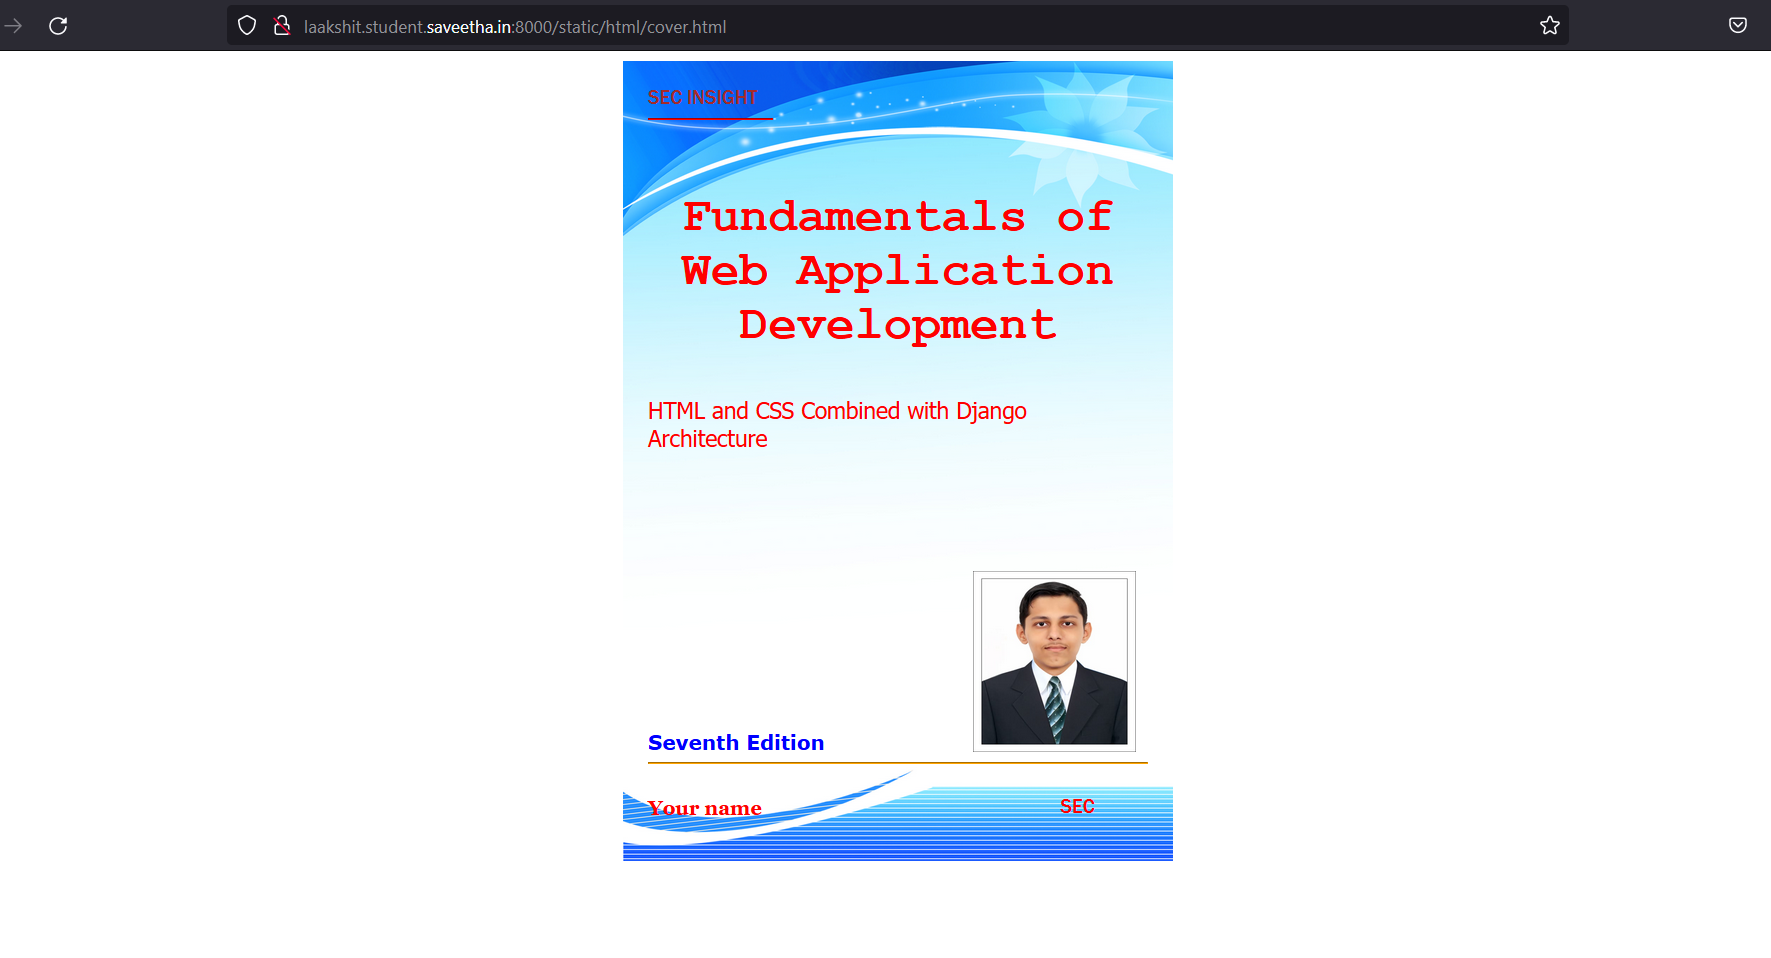 laakshit.student.saveetha.in:8000/static/html/cover.html
SEC INSIGHT
Fundamentals of
Web Application
Development
HTML and CSS Combined with Django
Architecture
Seventh Edition
Your name
SEC